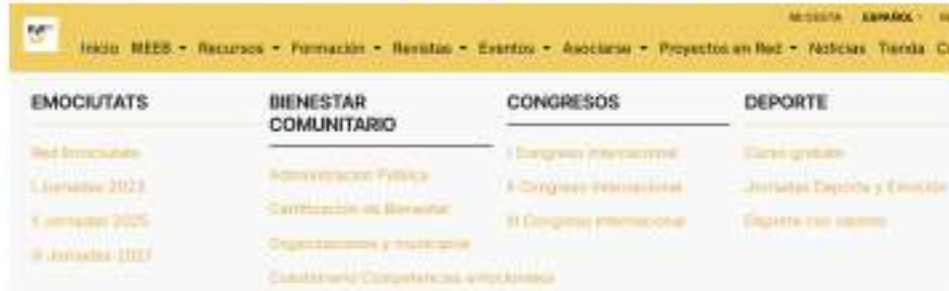 MI CESTA ESPAÑOL
Inicio MEEB Recursos Formación Revistas Eventos Asociarse Proyectos en Red Noticias Tienda
EMOCIUTATS
Red Emociutats
I Jornadas 2023
II Jornadas 2025
III Jornadas 2027
BIENESTAR
COMUNITARIO
Administración Pública
Certificación de Bienestar
Organizaciones y municipios
Cuestionario Competencias emocionales
CONGRESOS
I Congreso Internacional
II Congreso Internacional
III Congreso Internacional
DEPORTE
Curso gratuito
Jornadas Deporte y Emoción
Deporte con valores